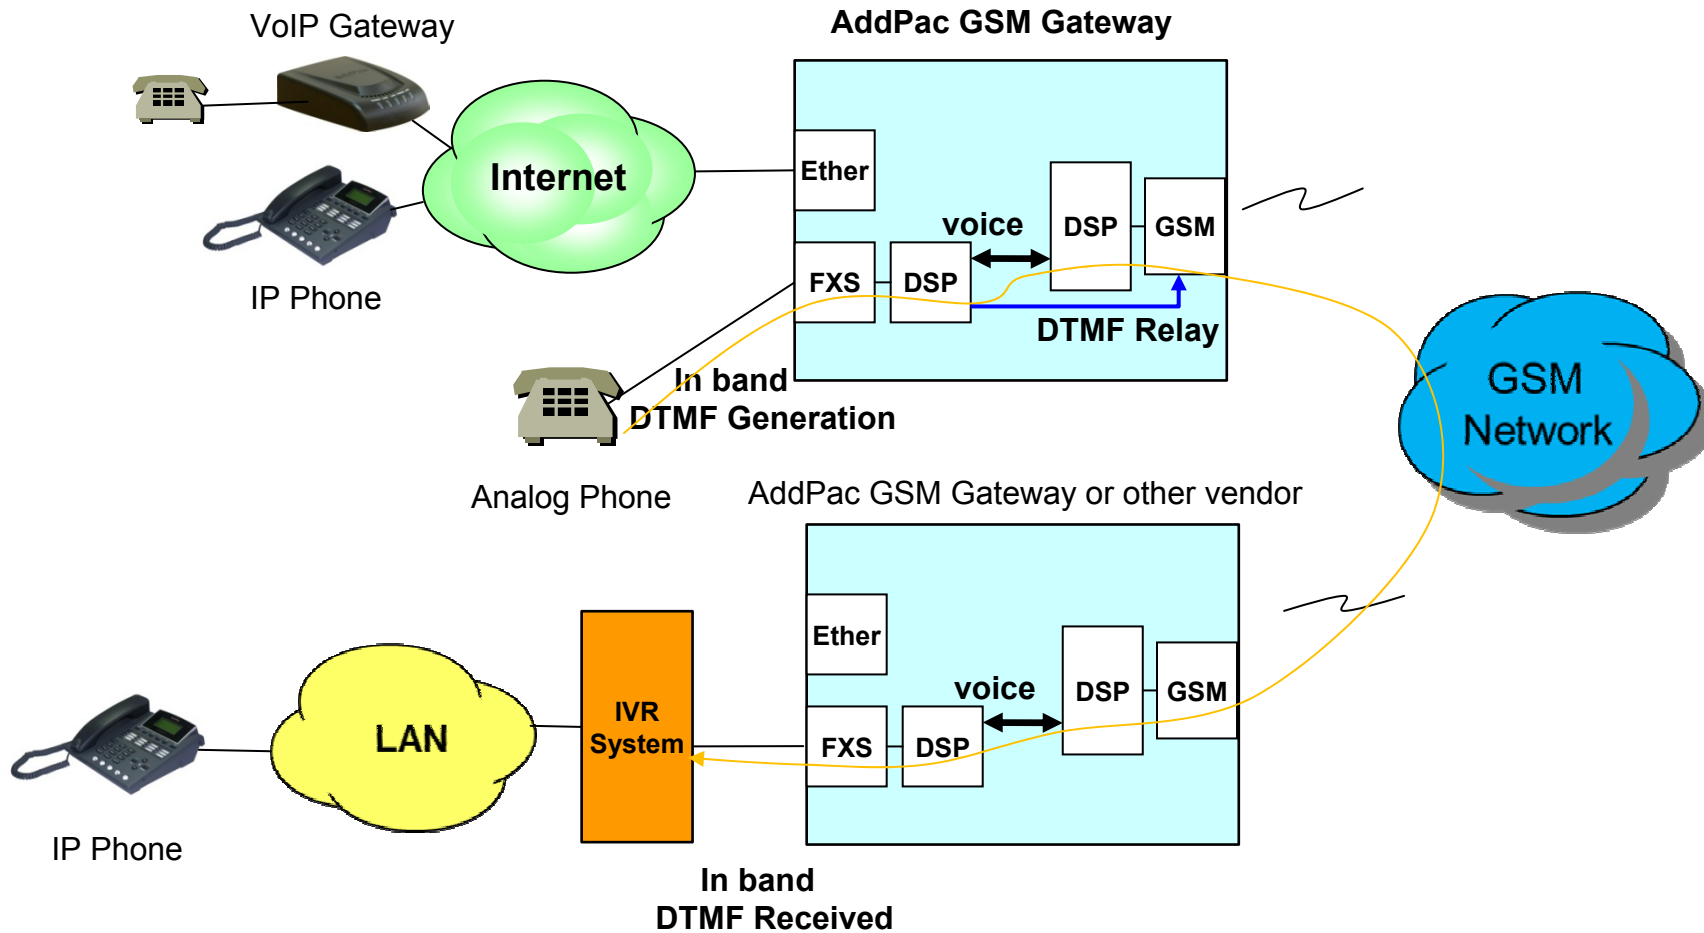 VoIP Gateway
AddPac GSM Gateway
Internet
Ether
voice
DSP
GSM
FXS
DSP
IP Phone
DTMF Relay
In band
DTMF Generation
GSM
Network
Analog Phone
AddPac GSM Gateway or other vendor
Ether
voice
DSP
GSM
IVR
System
LAN
FXS
DSP
IP Phone
In band
DTMF Received